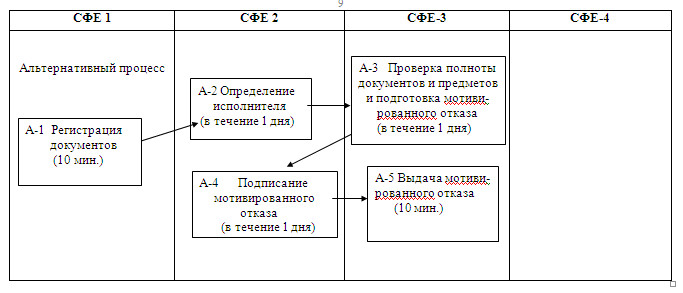 9
СФЕ 1
СФЕ 2
СФЕ-3
СФЕ-4
Альтернативный процесс
А-1 Регистрация
документов
(10 мин.)
А-2 Определение
исполнителя
(в течение 1 дня)
А-3 Проверка полноты
документов и предметов
и подготовка мотиви-
рованного отказа
(в течение 1 дня)
А-4 Подписание
мотивированного
отказа
(в течение 1 дня)
А-5 Выдача мотиви-
рованного отказа
(10 мин.)